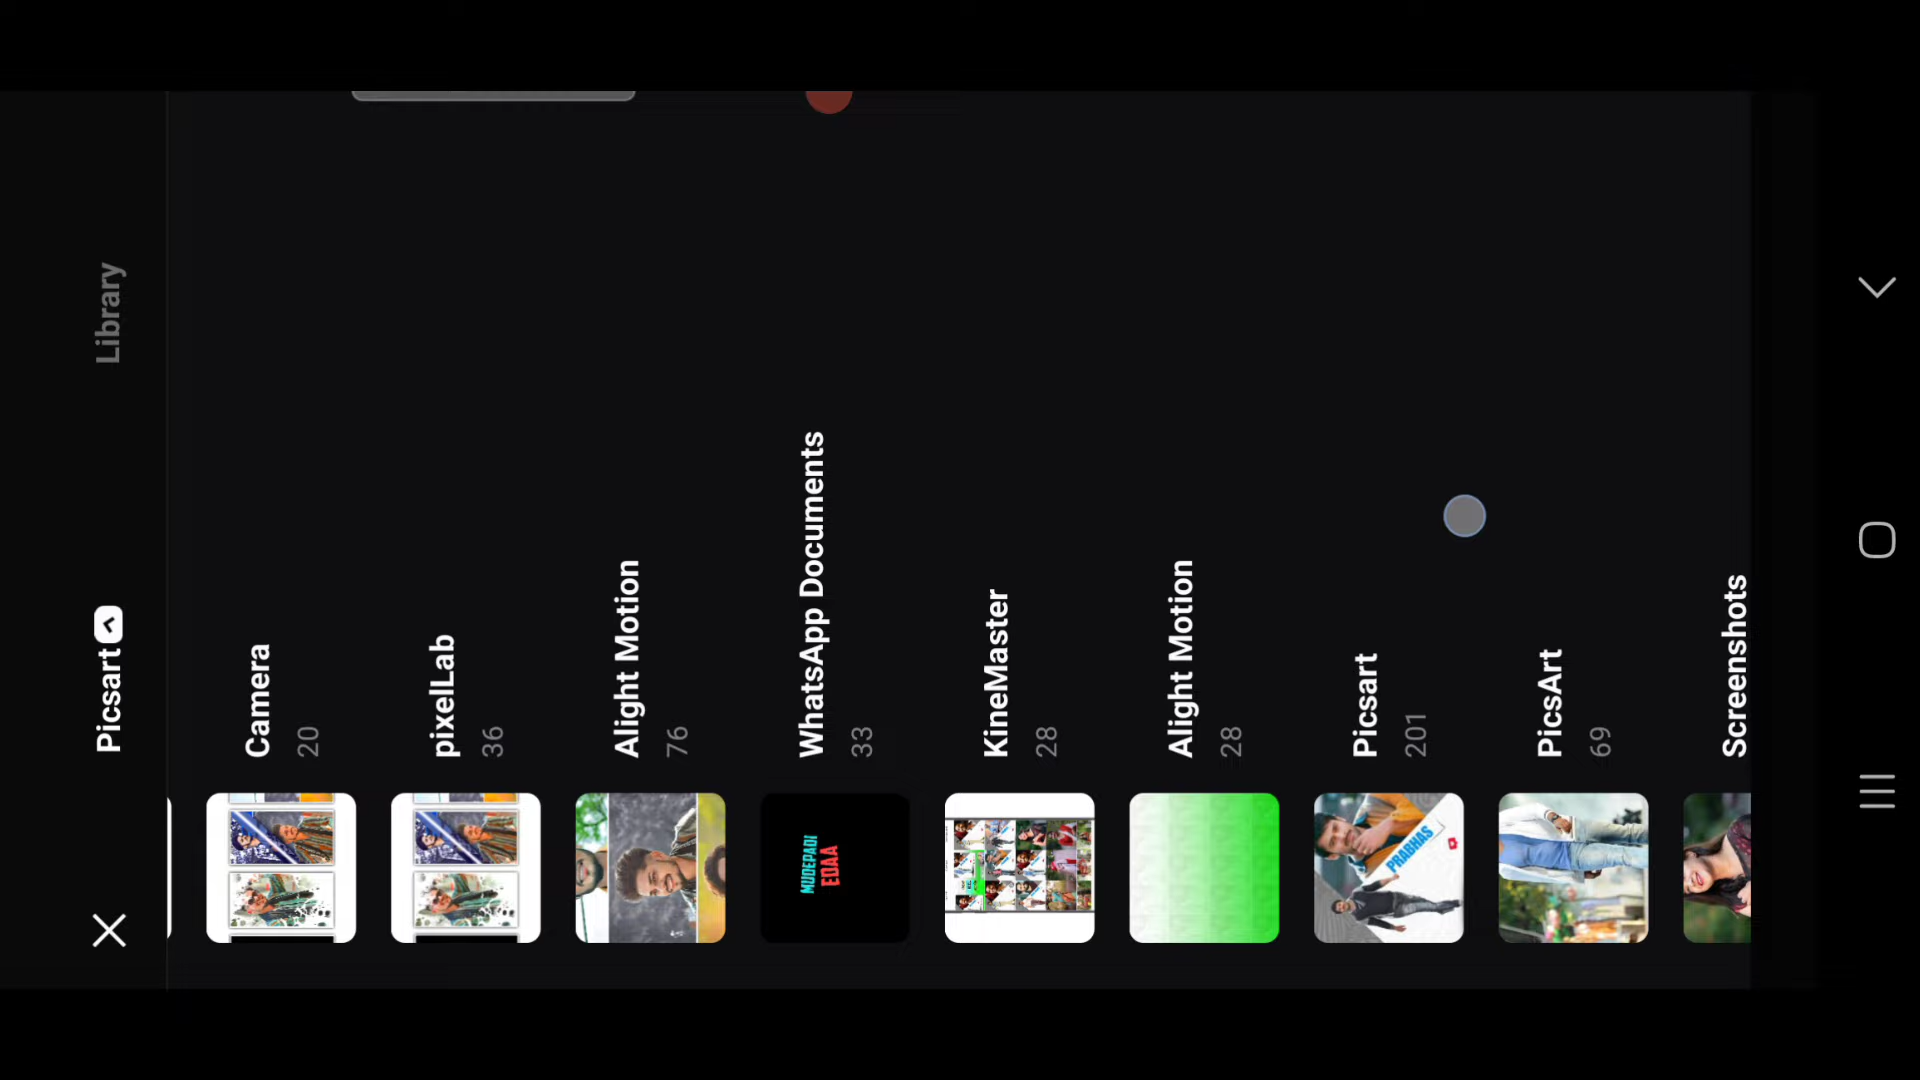 Picsart
Library
Camera
20
pixelLab
36
Alight Motion
76
WhatsApp Documents
33
MUDEPADI
EDAA
KineMaster
28
Alight Motion
28
Picsart
201
PRABHAS
PicsArt
69
Screenshots